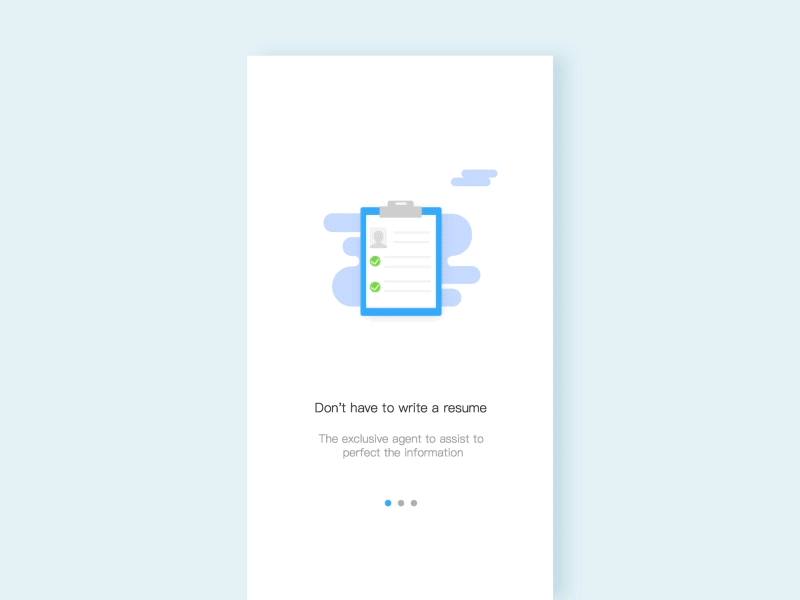 Don't have to write a resume
The exclusive agent to assist to
perfect the information